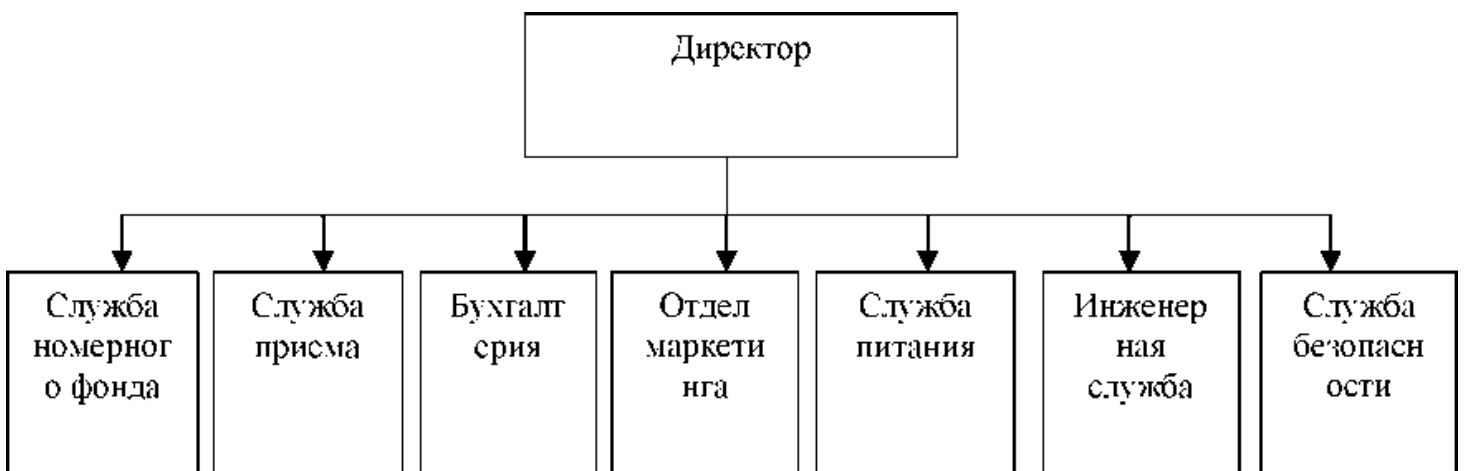 Директор
Служба
номерног
о фонда
Служба
приема
Бухгалт
ерия
Отдел
маркети
нга
Служба
питания
Инженер
ная
служба
Служба
безопасн
ости